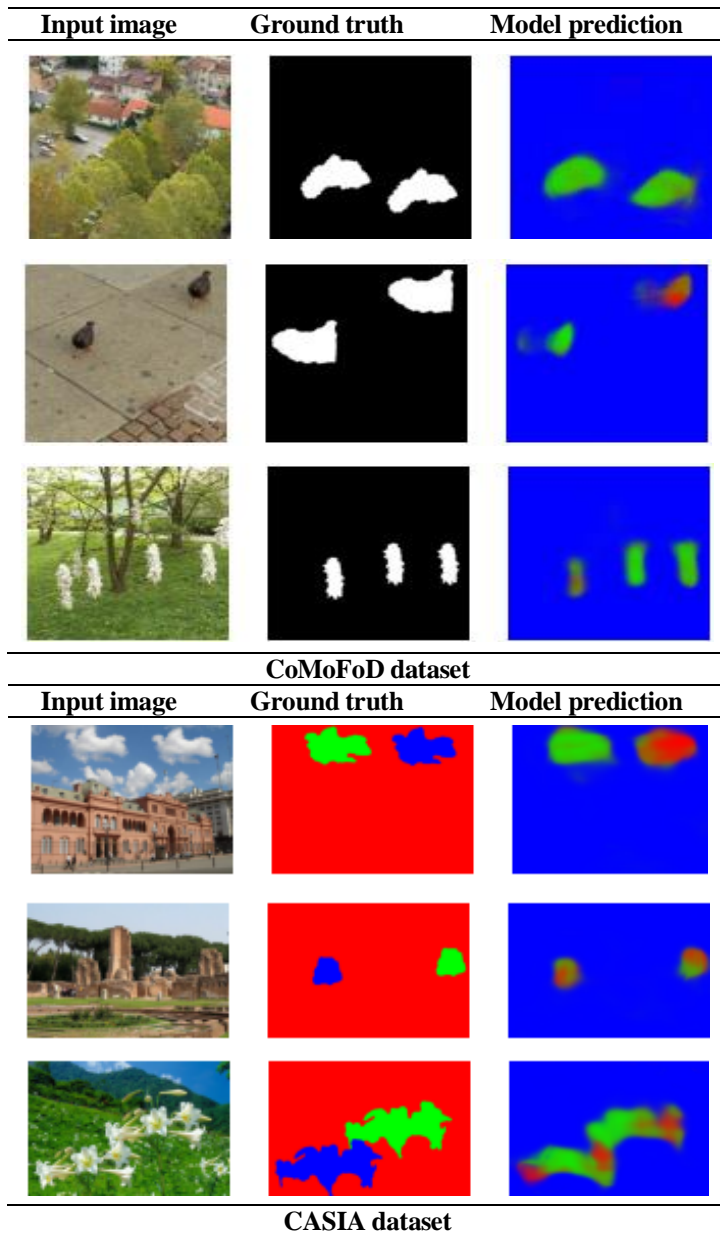 Input image Ground truth Model prediction
CoMoFoD dataset
Input image Ground truth Model prediction
CASIA dataset